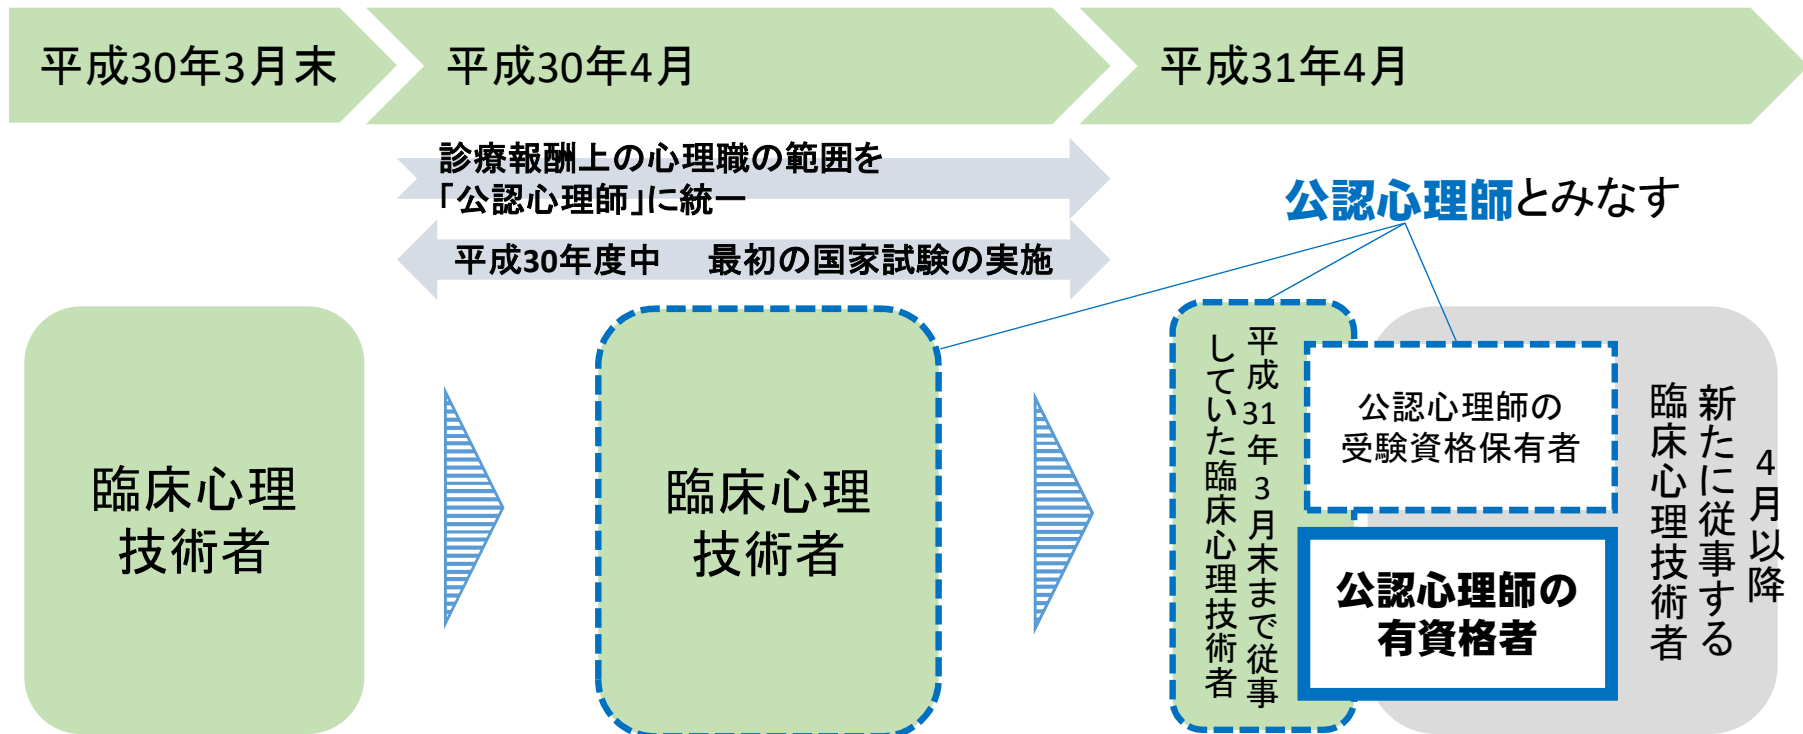 平成30年3月末
平成30年4月
平成31年4月
診療報酬上の心理職の範囲を
「公認心理師」に統一
平成30年度中 最初の国家試験の実施
公認心理師とみなす
臨床心理
技術者
臨床心理
技術者
平成31年3月末まで従事
していた臨床心理技術者
公認心理師の
受験資格保有者
公認心理師の
有資格者
4月以降
新たに従事する
臨床心理技術者